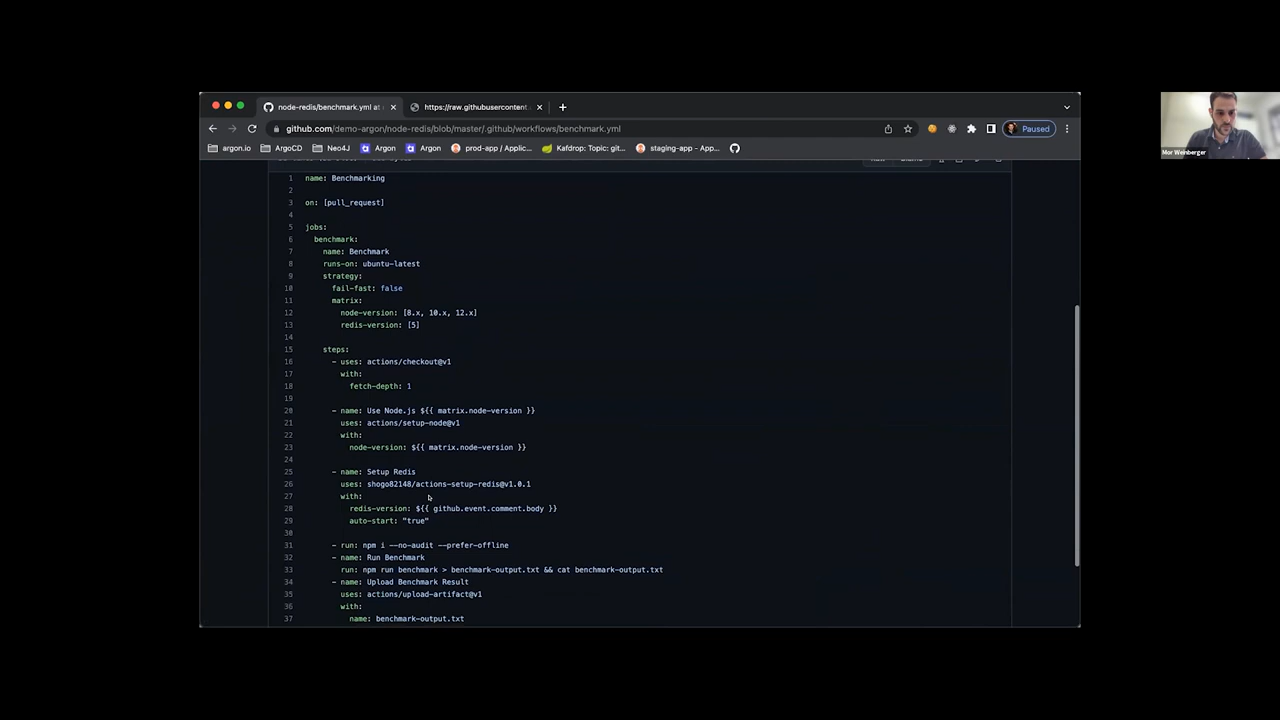 node-redis/benchmark.yml at
https://raw.githubusercontent
github.com/demo-argon/node-redis/blob/master/.github/workflows/benchmark.yml
Paused
argon.io
ArgoCD
Neo4J
Argon
Argon
prod-app / Applic...
Kafdrop: Topic: git...
staging-app - App...
Mor Weinberger
1 name: Benchmarking
2
3 on: [pull_request]
4
5 jobs:
6 benchmark:
7 name: Benchmark
8 runs-on: ubuntu-latest
9 strategy:
10 fail-fast: false
11 matrix:
12 node-version: [8.x, 10.x, 12.x]
13 redis-version: [5]
14
15 steps:
16 - uses: actions/checkout@v1
17 with:
18 fetch-depth: 1
19
20 - name: Use Node.js ${{ matrix.node-version }}
21 uses: actions/setup-node@v1
22 with:
23 node-version: ${{ matrix.node-version }}
24
25 - name: Setup Redis
26 uses: shogo82148/actions-setup-redis@v1.0.1
27 with:
28 redis-version: ${{ github.event.comment.body }}
29 auto-start: "true"
30
31 - run: npm i --no-audit --prefer-offline
32 - name: Run Benchmark
33 run: npm run benchmark > benchmark-output.txt && cat benchmark-output.txt
34 - name: Upload Benchmark Result
35 uses: actions/upload-artifact@v1
36 with:
37 name: benchmark-output.txt